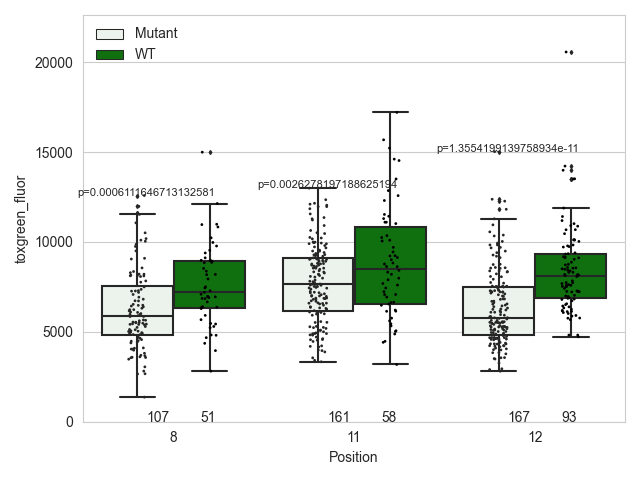 Mutant
WT
20000
15000
10000
5000
0
toxgreen_fluor
p=0.0006111646713132581
p=0.0026278197188625194
p=1.3554199139758934e-11
107 51 161 58 167 93
8 11 12
Position